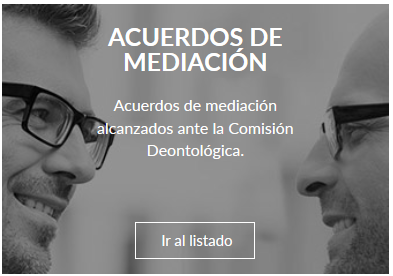 ACUERDOS DE
MEDIACIÓN
Acuerdos de mediación
alcanzados ante la Comisión
Deontológica.
Ir al listado